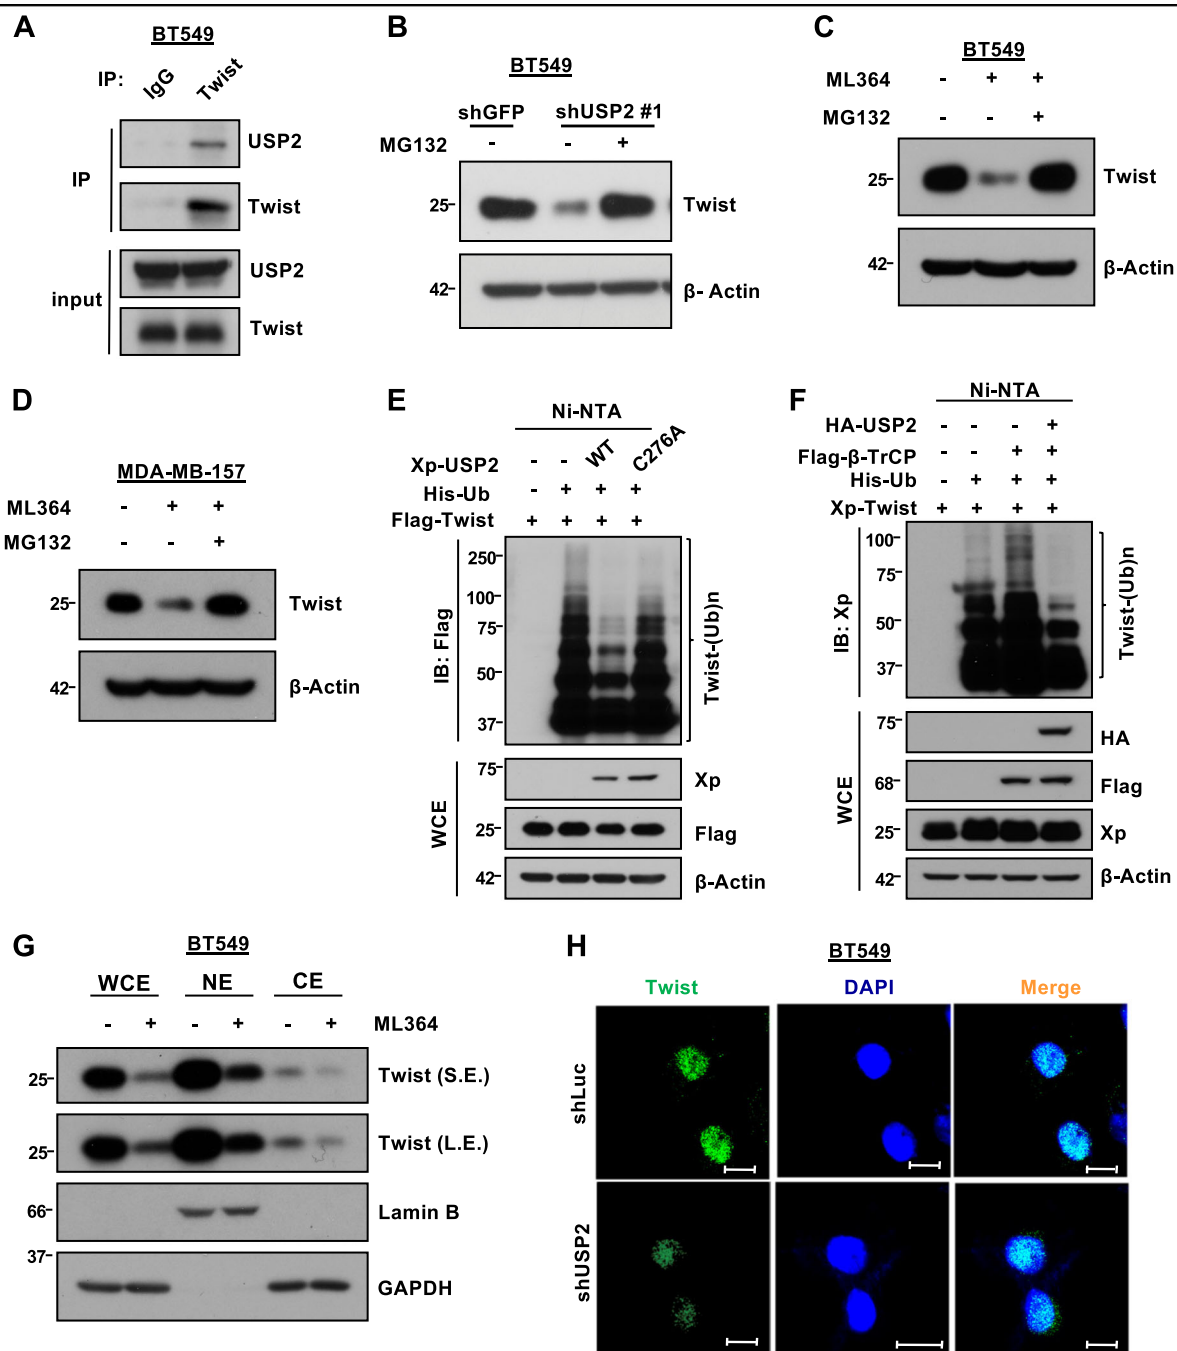 A
BT549
IP: IgG Twist
IP
USP2
Twist
input
USP2
Twist
B
BT549
shGFP shUSP2 #1
MG132 - - +
25 Twist
42 β- Actin
C
BT549
ML364 - + +
MG132 - - +
25 Twist
42 β-Actin
D
MDA-MB-157
ML364 - + +
MG132 - - +
25 Twist
42 β-Actin
E
Ni-NTA
Xp-USP2 - - WT C276A
His-Ub - + + +
Flag-Twist + + + +
IB: Flag
250
100
75
50
37
Twist-(Ub)n
WCE
75 Xp
25 Flag
42 β-Actin
F
Ni-NTA
HA-USP2 - - - +
Flag-β-TrCP - - + +
His-Ub - + + +
Xp-Twist + + + +
IB: Xp
100
75
50
37
Twist-(Ub)n
WCE
75 HA
68 Flag
25 Xp
42 β-Actin
G
BT549
WCE NE CE
- + - + - + ML364
25 Twist (S.E.)
25 Twist (L.E.)
66 Lamin B
37
GAPDH
H
BT549
Twist DAPI Merge
shLuc
shUSP2